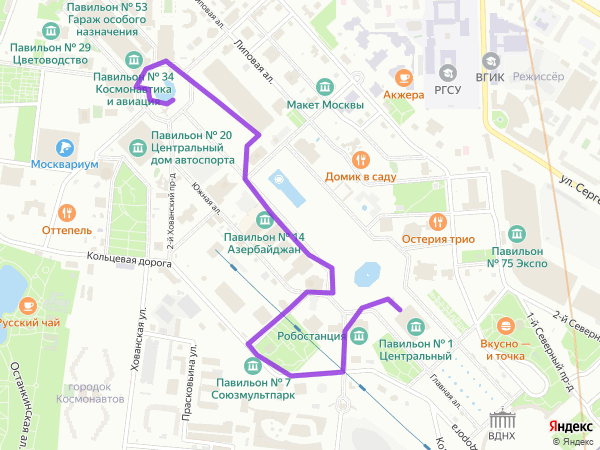 Павильон № 53
Гараж особого
назначения
Липовая ал.
Павильон № 29
Цветоводство
Павильон № 34
Космонавтика
и авиация
Липовая ал.
Макет Москвы
Акжера
РГСУ
ВГИК
Режиссёр
Москвариум
Павильон № 20
Центральный
дом автоспорта
Домик в саду
ул. Серго
Южная ал.
2-й Хованский пр-д
Оттепель
Павильон № 14
Азербайджан
Остерия трио
Павильон
№ 75 Экспо
Кольцевая дорога
Русский чай
Хованская ул.
Робостанция
Павильон № 1
Центральный
Вкусно —
и точка
1-й Северный пр-д
2-й Северный
Прасковьина ул.
Павильон № 7
Союзмультпарк
городок
Космонавтов
Останкинская ал.
Главная ал.
ВДНХ
Яндекс